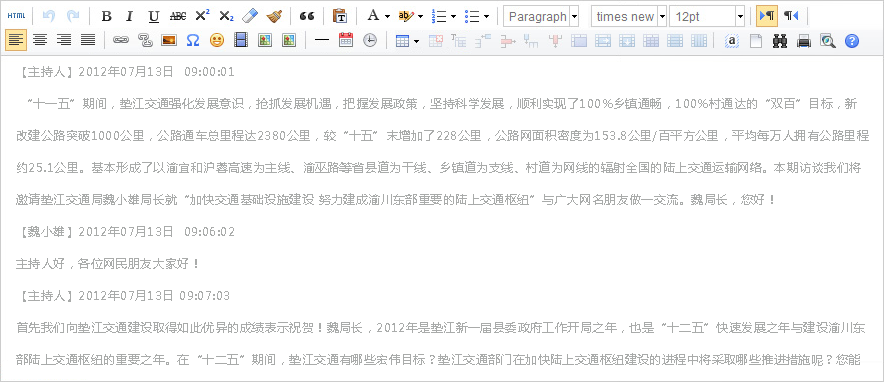 HTML B I U ABC X² X₂ Paragraph times new 12pt
【主持人】2012年07月13日 09:00:01
“十一五”期间，垫江交通强化发展意识，抢抓发展机遇，把握发展政策，坚持科学发展，顺利实现了100%乡镇通畅，100%村通达的“双百”目标，新
改建公路突破1000公里，公路通车总里程达2380公里，较“十五”末增加了228公里，公路网面积密度为153.8公里/百平方公里，平均每万人拥有公路里程
约25.1公里。基本形成了以渝宜和沪蓉高速为主线、渝巫路等省县道为干线、乡镇道为支线、村道为网线的辐射全国的陆上交通运输网络。本期访谈我们将
邀请垫江交通局魏小雄局长就“加快交通基础设施建设 努力建成渝川东部重要的陆上交通枢纽”与广大网名朋友做一交流。魏局长，您好！
【魏小雄】2012年07月13日 09:06:02
主持人好，各位网民朋友大家好！
【主持人】2012年07月13日 09:07:03
首先我们向垫江交通建设取得如此优异的成绩表示祝贺！魏局长，2012年是垫江新一届县委政府工作开局之年，也是“十二五”快速发展之年与建设渝川东
部陆上交通枢纽的重要之年。在“十二五”期间，垫江交通有哪些宏伟目标？垫江交通部门在加快陆上交通枢纽建设的进程中将采取哪些推进措施呢？您能